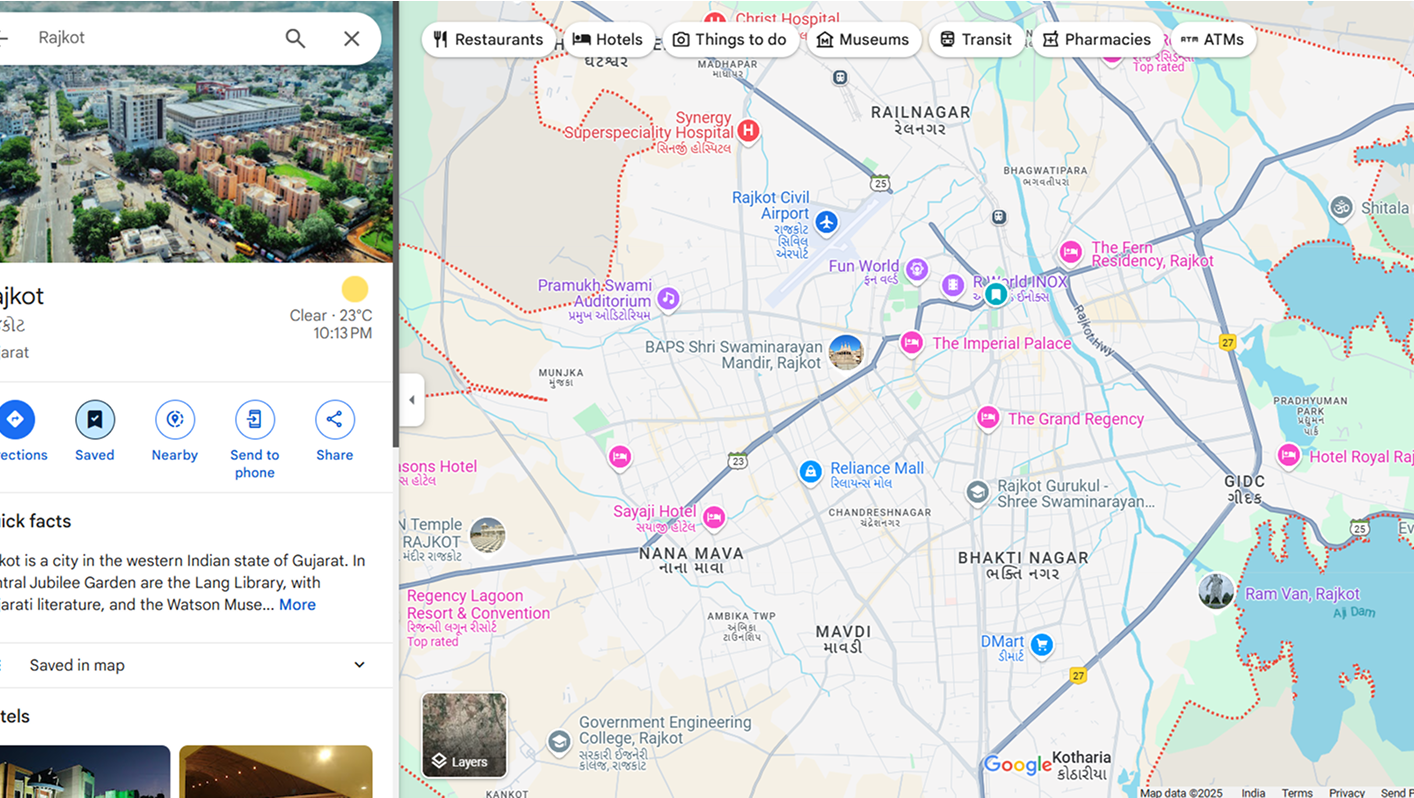 Rajkot
ajkot
Clear · 23°C
10:13 PM
arat
ections
Saved
Nearby
Send to
phone
Share
ick facts
kot is a city in the western Indian state of Gujarat. In
ntral Jubilee Garden are the Lang Library, with
jarati literature, and the Watson Muse... More
Saved in map
tels
Restaurants
Hotels
Things to do
Museums
Transit
Pharmacies
ATMs
Christ Hospital
ઘંટેશ્વર
MADHAPAR
માધાપર
Top rated
RAILNAGAR
રેલનગર
Synergy
Superspeciality Hospital
સિનર્જી હોસ્પિટલ
25
BHAGWATIPARA
ભગવતીપરા
Rajkot Civil
Airport
રાજકોટ
સિવિલ
એરપોર્ટ
Shitala
The Fern
Residency, Rajkot
Fun World
ફન વર્લ્ડ
R World INOX
Pramukh Swami
Auditorium
પ્રમુખ ઓડિટોરિયમ
Rajkot Hwy
27
The Imperial Palace
BAPS Shri Swaminarayan
Mandir, Rajkot
MUNJKA
મુંજકા
PRADHYUMAN
PARK
પ્રદ્યુમન
પાર્ક
The Grand Regency
Hotel Royal Raj
23
asons Hotel
સ હોટેલ
Reliance Mall
રિલાયન્સ મોલ
Rajkot Gurukul -
Shree Swaminarayan...
GIDC
ગીદક
Sayaji Hotel
સયાજી હોટેલ
CHANDRESHNAGAR
ચંદ્રેશનગર
25
Ev
N Temple
RAJKOT
મંદીર રાજકોટ
NANA MAVA
નાના માવા
BHAKTI NAGAR
ભક્તિ નગર
Regency Lagoon
Resort & Convention
રિજન્સી લગૂન રીસોર્ટ
Top rated
Ram Van, Rajkot
Aji Dam
AMBIKA TWP
અંબિકા
ટાઉનશિપ
MAVDI
માવડી
DMart
ડીમાર્ટ
27
Government Engineering
College, Rajkot
સરકારી ઈજનેરી
કોલેજ, રાજકોટ
Layers
Google
Kotharia
કોઠારીયા
KANKOT
Map data ©2025
India
Terms
Privacy
Send F